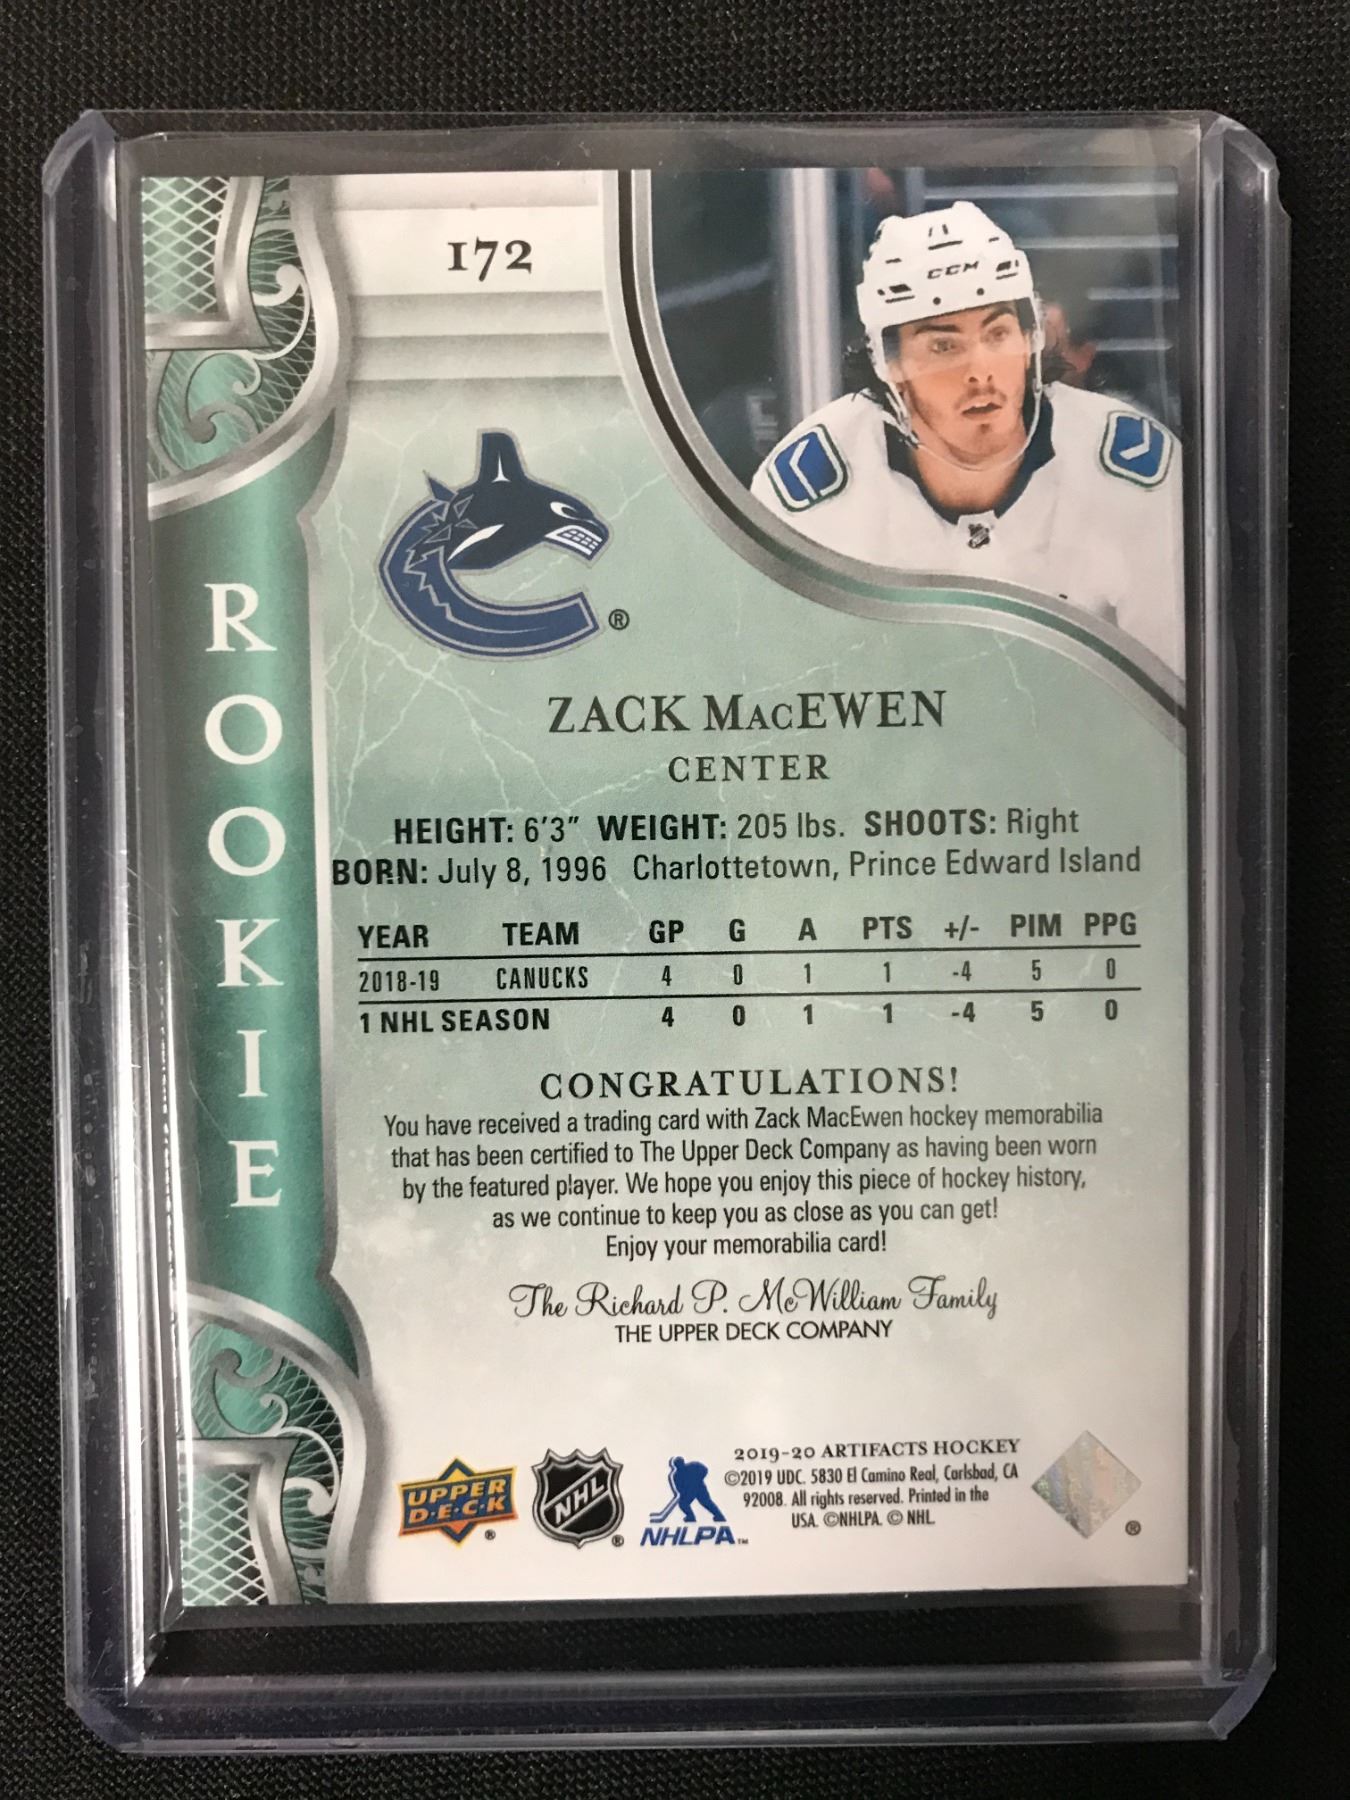 172
CCM
ROOKIE
®
ZACK MacEWEN
CENTER
HEIGHT: 6'3" WEIGHT: 205 lbs. SHOOTS: Right
BORN: July 8, 1996 Charlottetown, Prince Edward Island
YEAR TEAM GP G A PTS +/- PIM PPG
2018-19 CANUCKS 4 0 1 1 -4 5 0
1 NHL SEASON 4 0 1 1 -4 5 0
CONGRATULATIONS!
You have received a trading card with Zack MacEwen hockey memorabilia
that has been certified to The Upper Deck Company as having been worn
by the featured player. We hope you enjoy this piece of hockey history,
as we continue to keep you as close as you can get!
Enjoy your memorabilia card!
The Richard P. McWilliam Family
THE UPPER DECK COMPANY
UPPER
D·E·C·K
®
NHL
®
NHLPA™
2019-20 ARTIFACTS HOCKEY
©2019 UDC. 5830 El Camino Real, Carlsbad, CA
92008. All rights reserved. Printed in the
USA. ©NHLPA. © NHL.
®